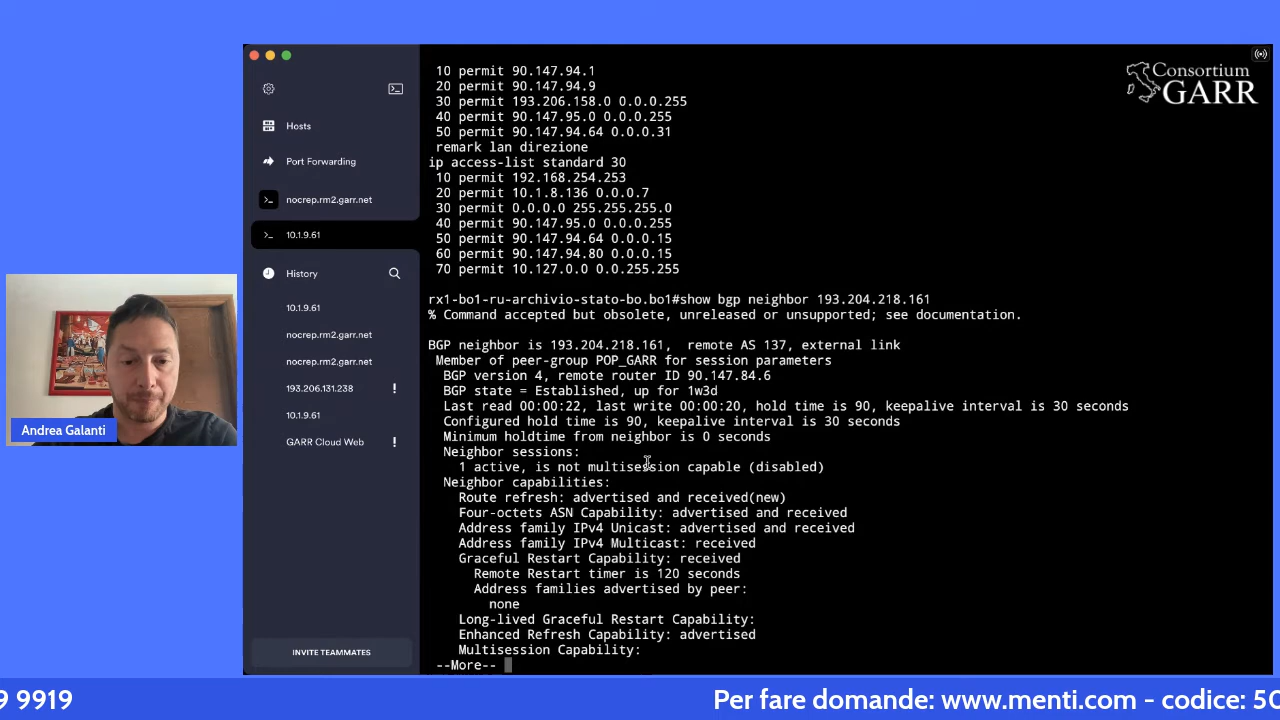 Consortium
GARR
Hosts
Port Forwarding
nocrep.rm2.garr.net
10.1.9.61
History
10.1.9.61
nocrep.rm2.garr.net
nocrep.rm2.garr.net
193.206.131.238 !
10.1.9.61
GARR Cloud Web !
INVITE TEAMMATES
10 permit 90.147.94.1
20 permit 90.147.94.9
30 permit 193.206.158.0 0.0.0.255
40 permit 90.147.95.0 0.0.0.255
50 permit 90.147.94.64 0.0.0.31
remark lan direzione
ip access-list standard 30
10 permit 192.168.254.253
20 permit 10.1.8.136 0.0.0.7
30 permit 0.0.0.0 255.255.255.0
40 permit 90.147.95.0 0.0.0.255
50 permit 90.147.94.64 0.0.0.15
60 permit 90.147.94.80 0.0.0.15
70 permit 10.127.0.0 0.0.255.255
rx1-bo1-ru-archivio-stato-bo.bo1#show bgp neighbor 193.204.218.161
% Command accepted but obsolete, unreleased or unsupported; see documentation.
BGP neighbor is 193.204.218.161, remote AS 137, external link
Member of peer-group POP_GARR for session parameters
BGP version 4, remote router ID 90.147.84.6
BGP state = Established, up for 1w3d
Last read 00:00:22, last write 00:00:20, hold time is 90, keepalive interval is 30 seconds
Configured hold time is 90, keepalive interval is 30 seconds
Minimum holdtime from neighbor is 0 seconds
Neighbor sessions:
1 active, is not multisession capable (disabled)
Neighbor capabilities:
Route refresh: advertised and received(new)
Four-octets ASN Capability: advertised and received
Address family IPv4 Unicast: advertised and received
Address family IPv4 Multicast: received
Graceful Restart Capability: received
Remote Restart timer is 120 seconds
Address families advertised by peer:
none
Long-lived Graceful Restart Capability:
Enhanced Refresh Capability: advertised
Multisession Capability:
--More--
Andrea Galanti
9 9919
Per fare domande: www.menti.com - codice: 50